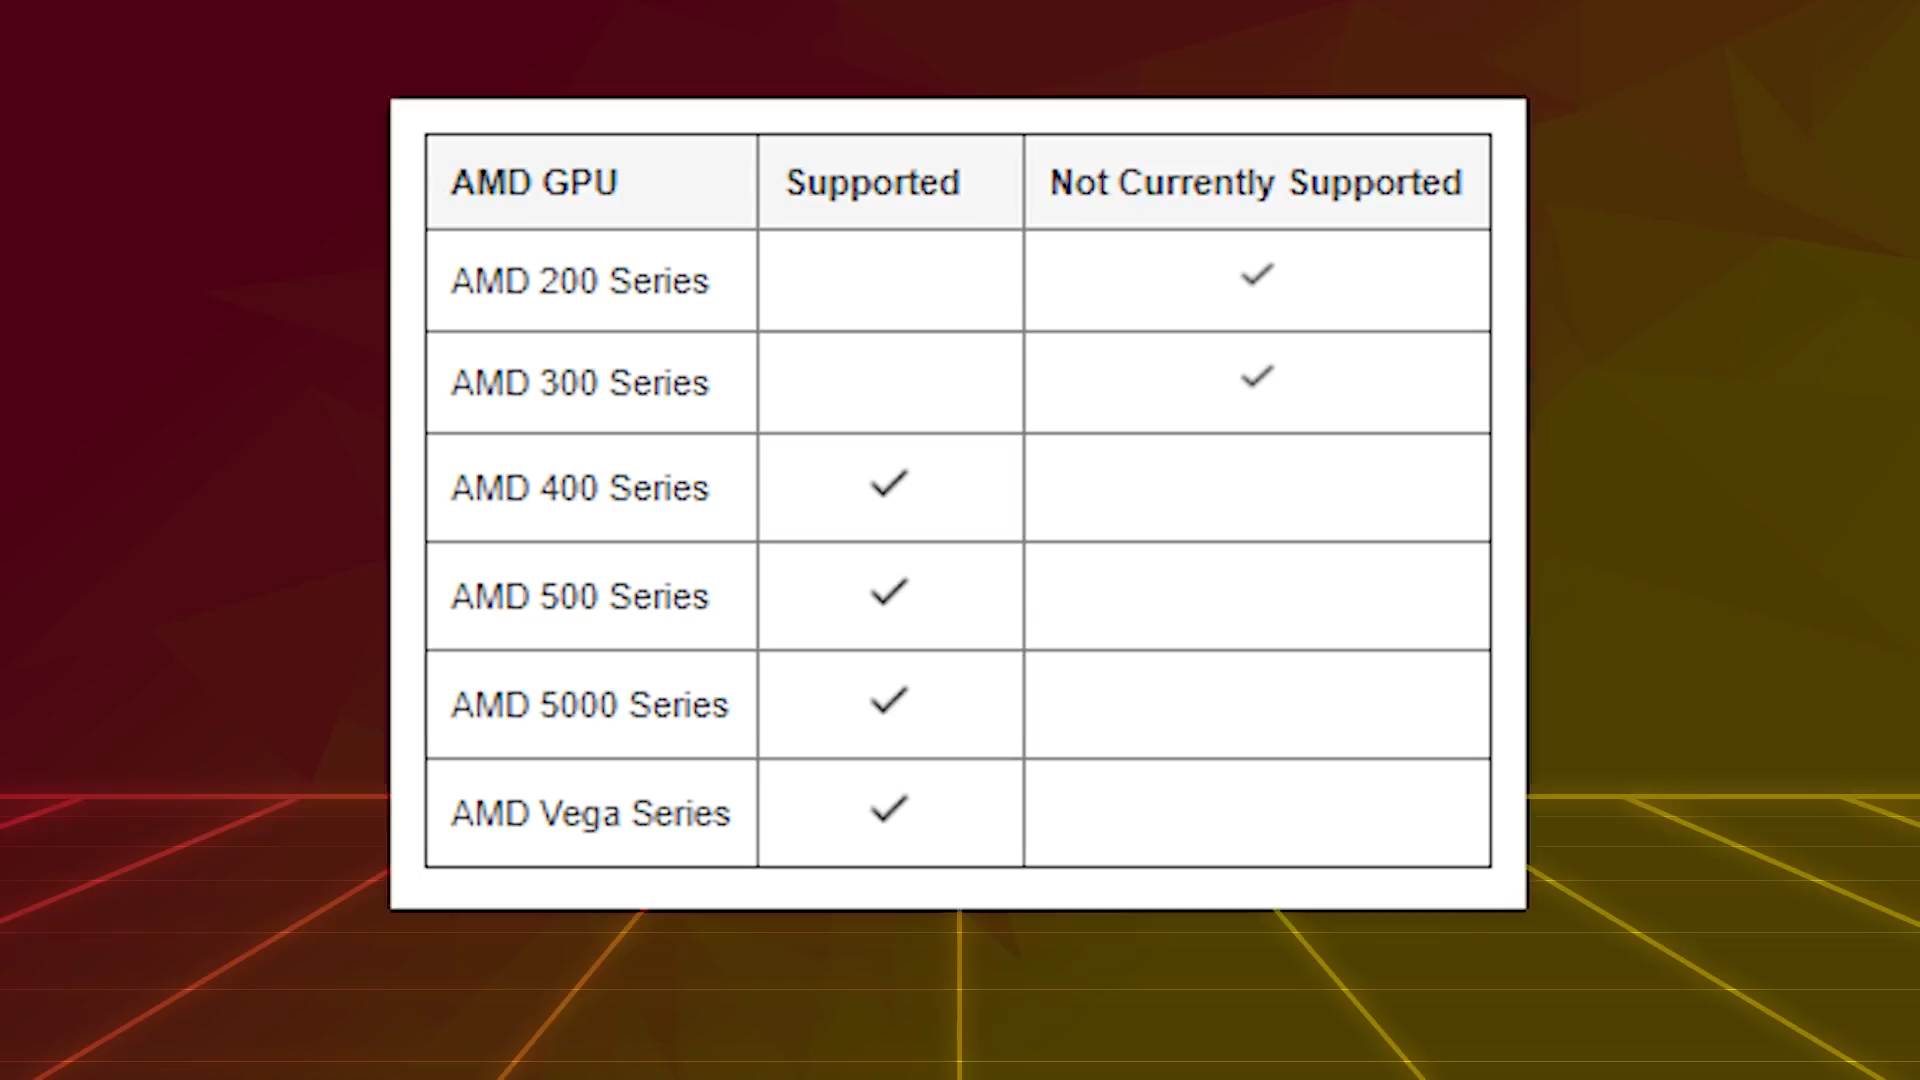 AMD GPU Supported Not Currently Supported
AMD 200 Series ✓
AMD 300 Series ✓
AMD 400 Series ✓
AMD 500 Series ✓
AMD 5000 Series ✓
AMD Vega Series ✓